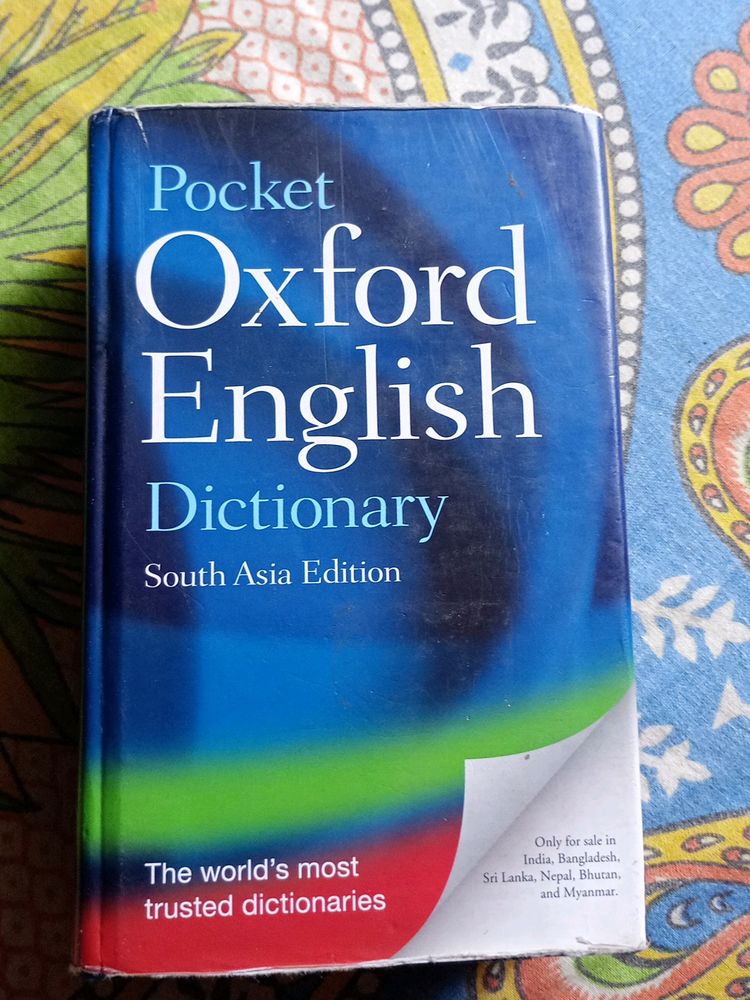 Pocket
Oxford
English
Dictionary
South Asia Edition
The world's most
trusted dictionaries
Only for sale in
India, Bangladesh,
Sri Lanka, Nepal, Bhutan,
and Myanmar.